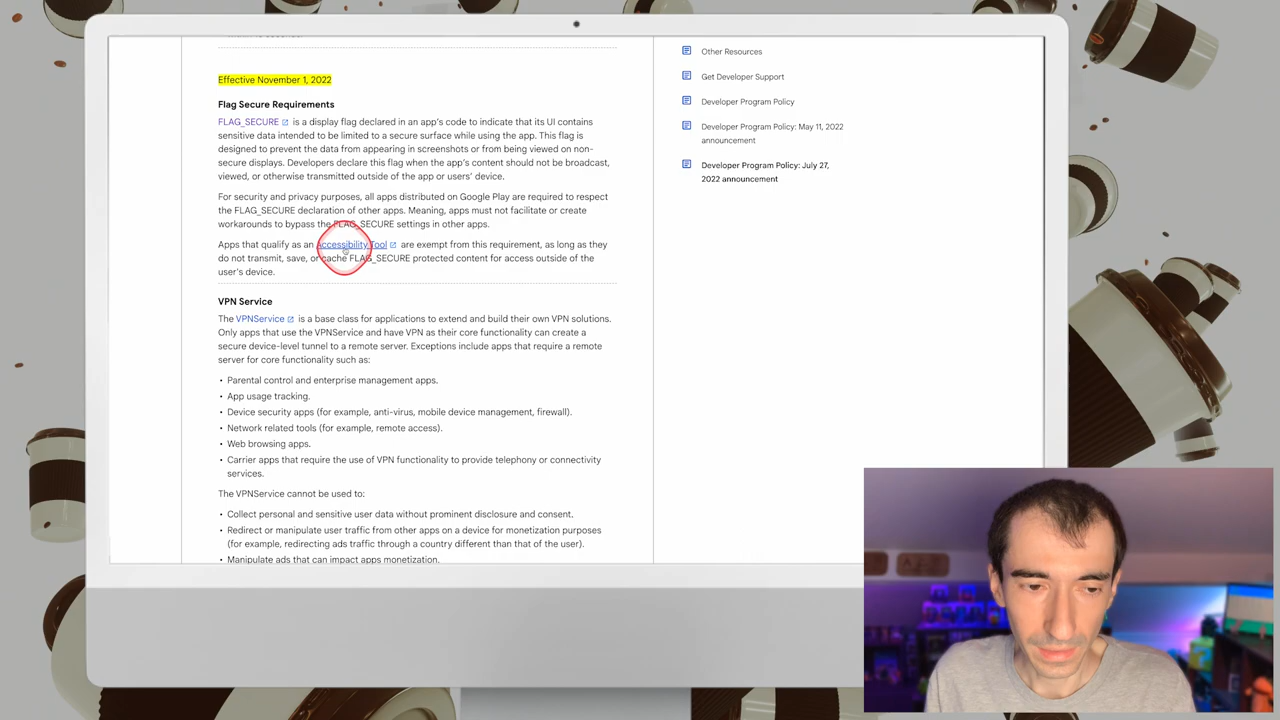 Effective November 1, 2022
Flag Secure Requirements
FLAG_SECURE is a display flag declared in an app's code to indicate that its UI contains
sensitive data intended to be limited to a secure surface while using the app. This flag is
designed to prevent the data from appearing in screenshots or from being viewed on non-
secure displays. Developers declare this flag when the app's content should not be broadcast,
viewed, or otherwise transmitted outside of the app or users' device.
For security and privacy purposes, all apps distributed on Google Play are required to respect
the FLAG_SECURE declaration of other apps. Meaning, apps must not facilitate or create
workarounds to bypass the FLAG_SECURE settings in other apps.
Apps that qualify as an Accessibility Tool are exempt from this requirement, as long as they
do not transmit, save, or cache FLAG_SECURE protected content for access outside of the
user's device.
VPN Service
The VPNService is a base class for applications to extend and build their own VPN solutions.
Only apps that use the VPNService and have VPN as their core functionality can create a
secure device-level tunnel to a remote server. Exceptions include apps that require a remote
server for core functionality such as:
• Parental control and enterprise management apps.
• App usage tracking.
• Device security apps (for example, anti-virus, mobile device management, firewall).
• Network related tools (for example, remote access).
• Web browsing apps.
• Carrier apps that require the use of VPN functionality to provide telephony or connectivity
services.
The VPNService cannot be used to:
• Collect personal and sensitive user data without prominent disclosure and consent.
• Redirect or manipulate user traffic from other apps on a device for monetization purposes
(for example, redirecting ads traffic through a country different than that of the user).
• Manipulate ads that can impact apps monetization.
Other Resources
Get Developer Support
Developer Program Policy
Developer Program Policy: May 11, 2022
announcement
Developer Program Policy: July 27,
2022 announcement